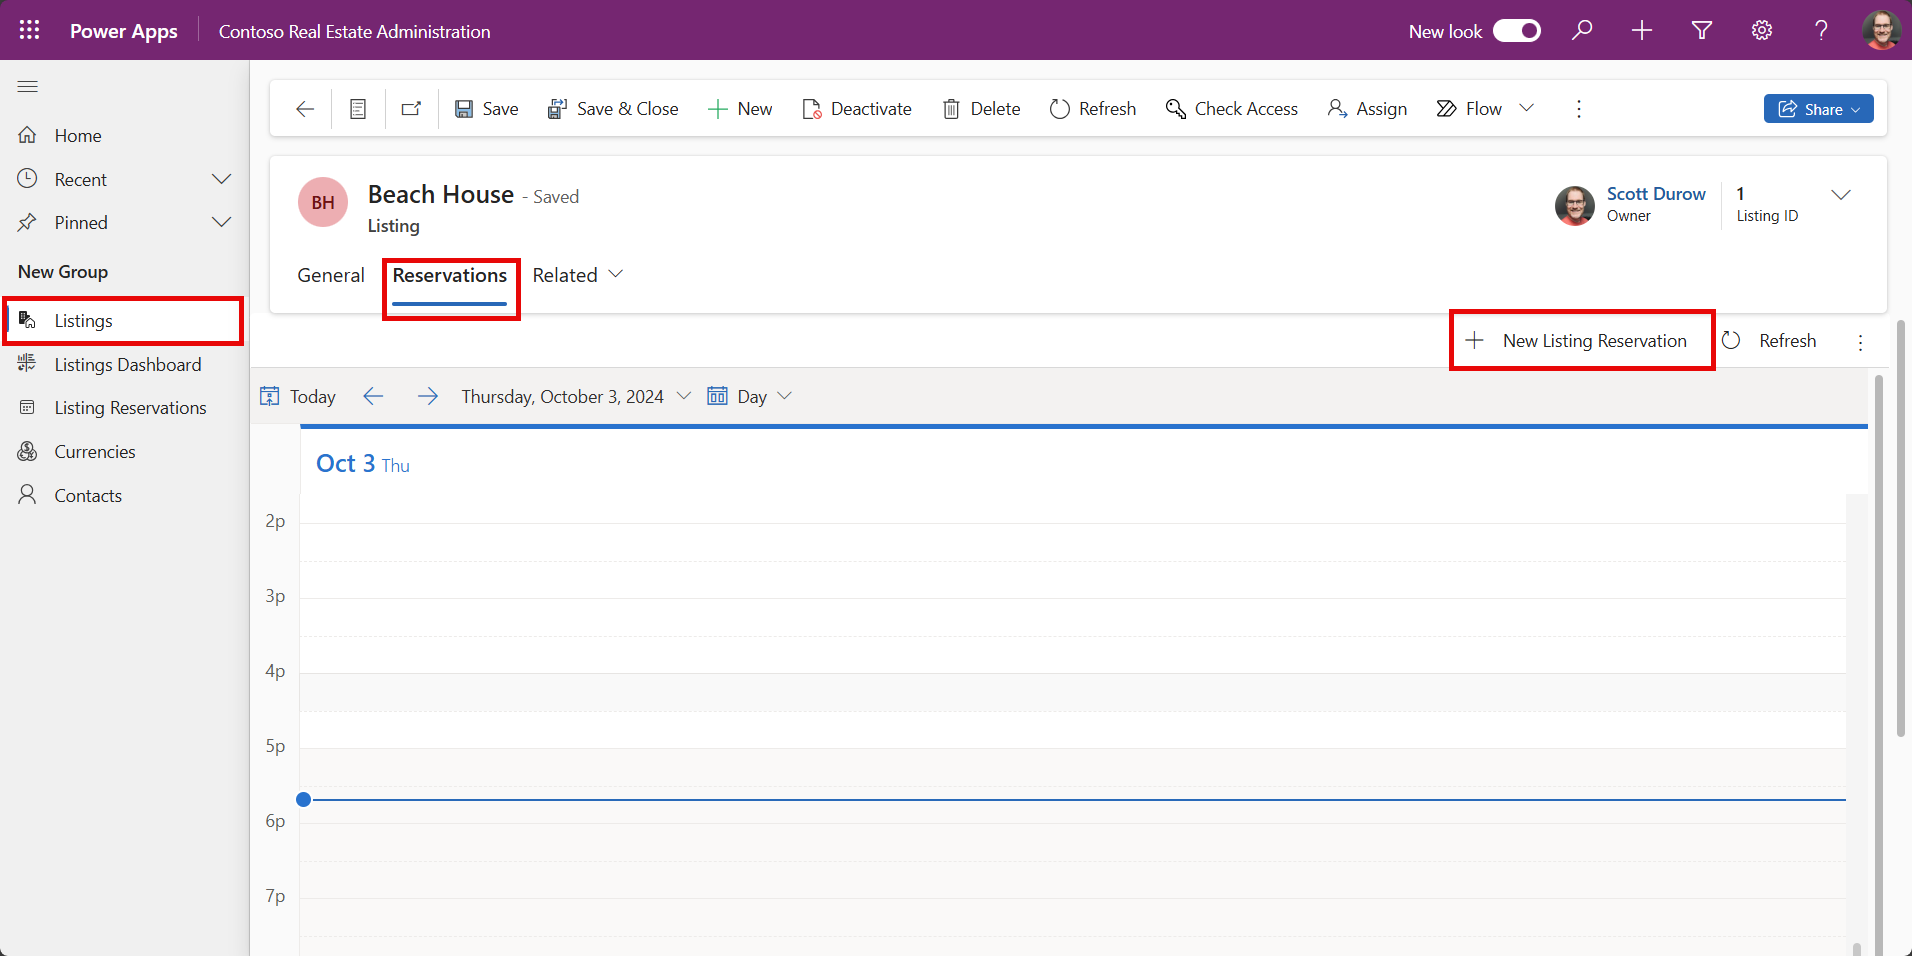 Power Apps
Contoso Real Estate Administration
New look
Home
Recent
Pinned
New Group
Listings
Listings Dashboard
Listing Reservations
Currencies
Contacts
Save
Save & Close
New
Deactivate
Delete
Refresh
Check Access
Assign
Flow
Share
BH
Beach House - Saved
Listing
Scott Durow
Owner
1
Listing ID
General
Reservations
Related
New Listing Reservation
Refresh
Today
Thursday, October 3, 2024
Day
Oct 3 Thu
2p
3p
4p
5p
6p
7p